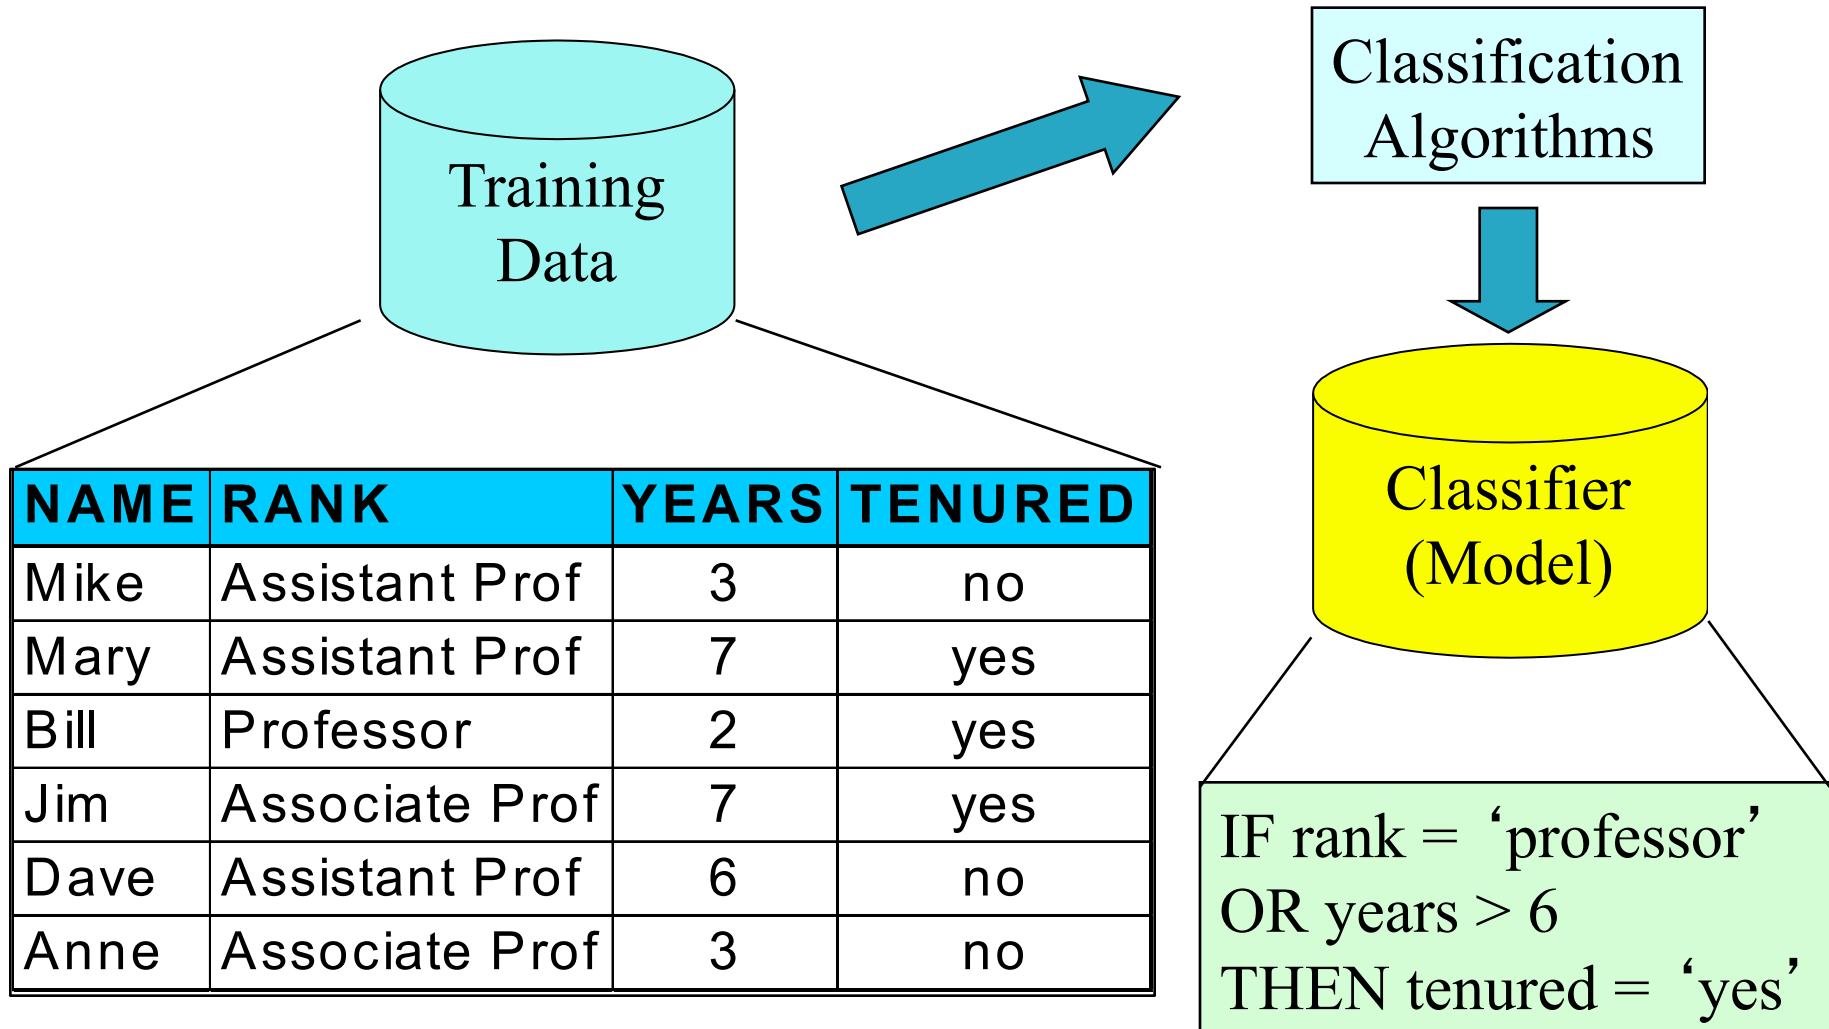 Training
Data
Classification
Algorithms
Classifier
(Model)
NAME RANK YEARS TENURED
Mike Assistant Prof 3 no
Mary Assistant Prof 7 yes
Bill Professor 2 yes
Jim Associate Prof 7 yes
Dave Assistant Prof 6 no
Anne Associate Prof 3 no
IF rank = ‘professor’
OR years > 6
THEN tenured = ‘yes’